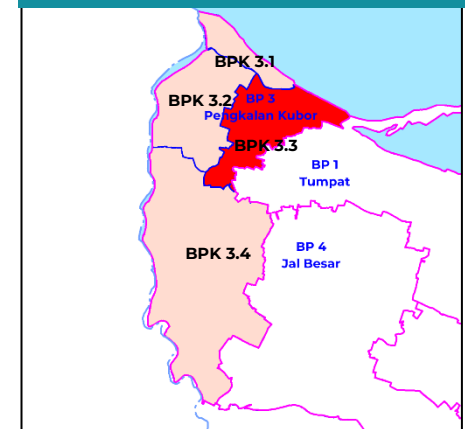 BPK 3.1
BPK 3.2
BP 3
Pengkalan Kubor
BPK 3.3
BP 1
Tumpat
BPK 3.4
BP 4
Jal Besar